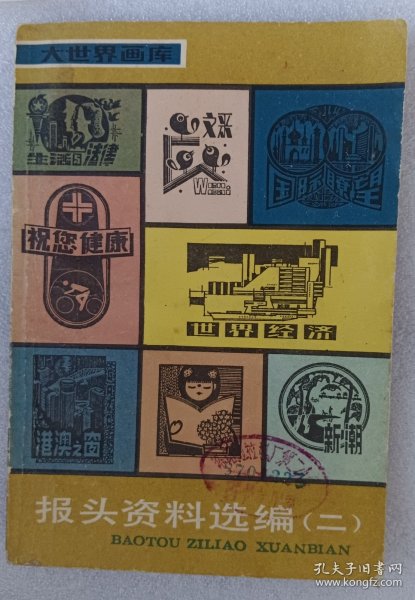 大世界画库
生活与法律
文采
WENCAI
国际瞭望
祝您健康
世界经济
港澳之窗
新潮
报头资料选编(二)
BAOTOU ZILIAO XUANBIAN
孔夫子旧书网
www.kongfz.com